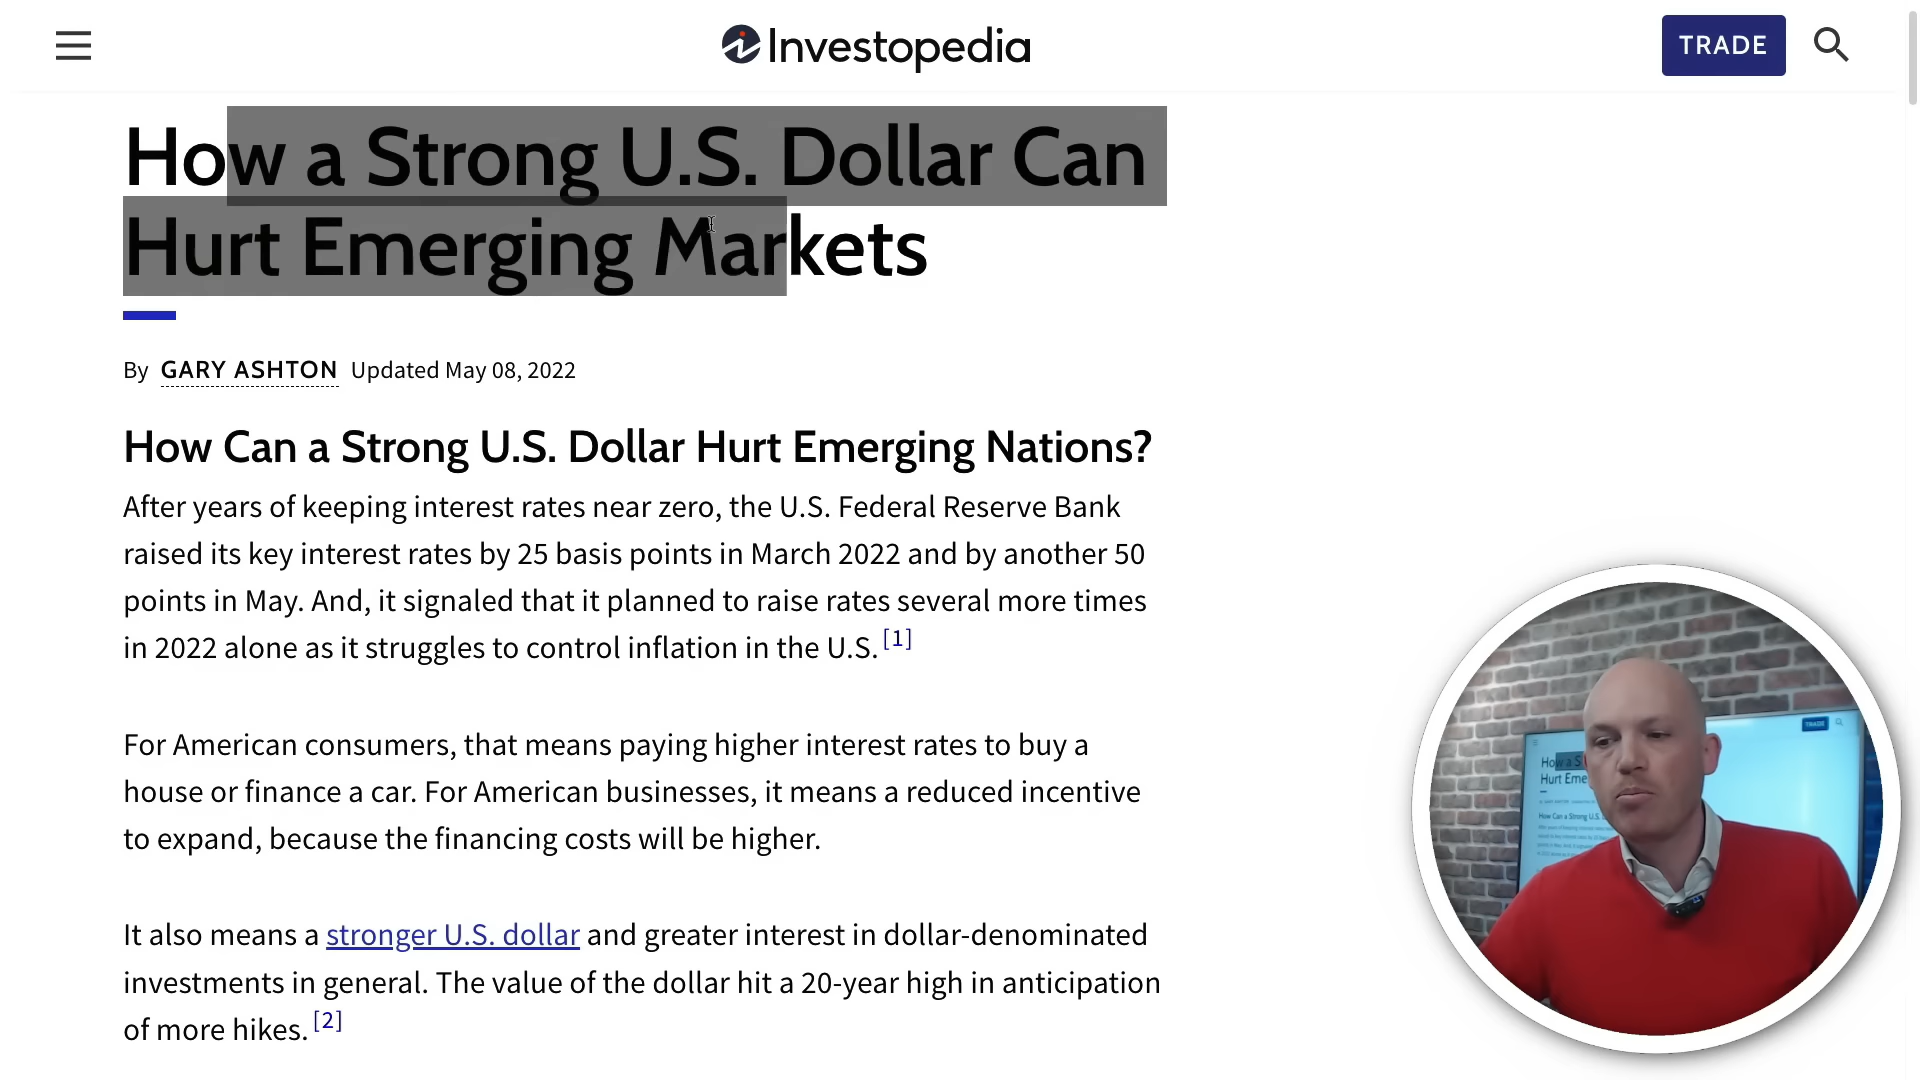 Investopedia
TRADE
How a Strong U.S. Dollar Can
Hurt Emerging Markets
By GARY ASHTON Updated May 08, 2022
How Can a Strong U.S. Dollar Hurt Emerging Nations?
After years of keeping interest rates near zero, the U.S. Federal Reserve Bank
raised its key interest rates by 25 basis points in March 2022 and by another 50
points in May. And, it signaled that it planned to raise rates several more times
in 2022 alone as it struggles to control inflation in the U.S. [1]
For American consumers, that means paying higher interest rates to buy a
house or finance a car. For American businesses, it means a reduced incentive
to expand, because the financing costs will be higher.
It also means a stronger U.S. dollar and greater interest in dollar-denominated
investments in general. The value of the dollar hit a 20-year high in anticipation
of more hikes. [2]
TRADE
How a S
Hurt Eme
How Can a Strong U.S.